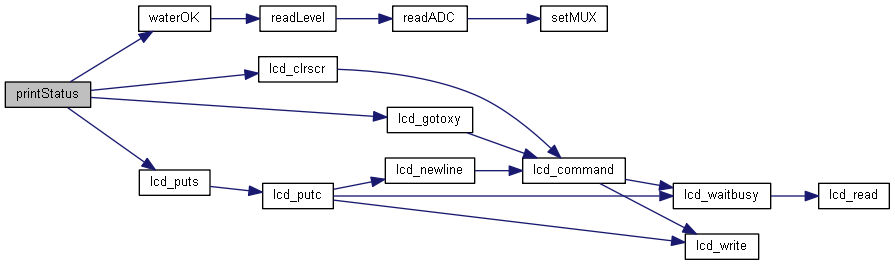 waterOK
readLevel
readADC
setMUX
lcd_clrscr
printStatus
lcd_gotoxy
lcd_newline
lcd_command
lcd_puts
lcd_putc
lcd_waitbusy
lcd_read
lcd_write